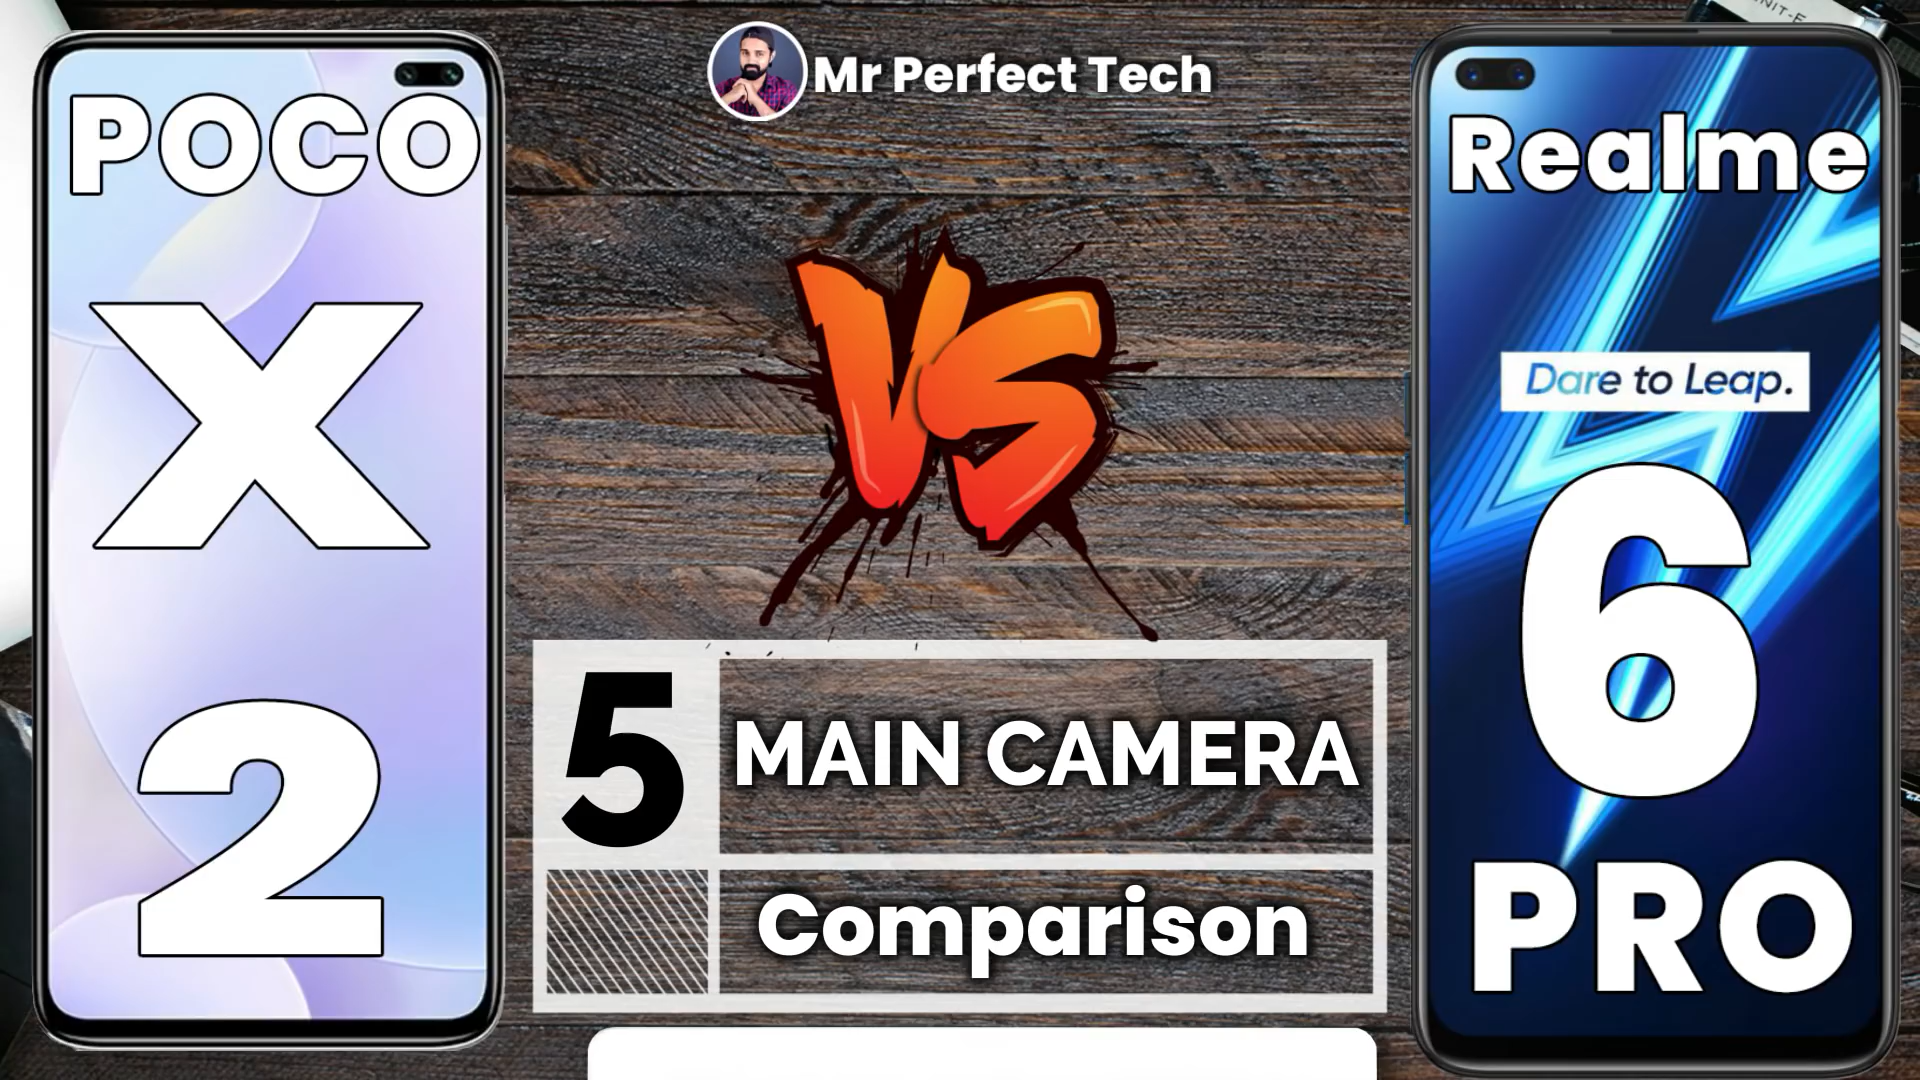 Mr Perfect Tech
POCO
X
2
VS
Realme
Dare to Leap.
6
PRO
5
MAIN CAMERA
Comparison